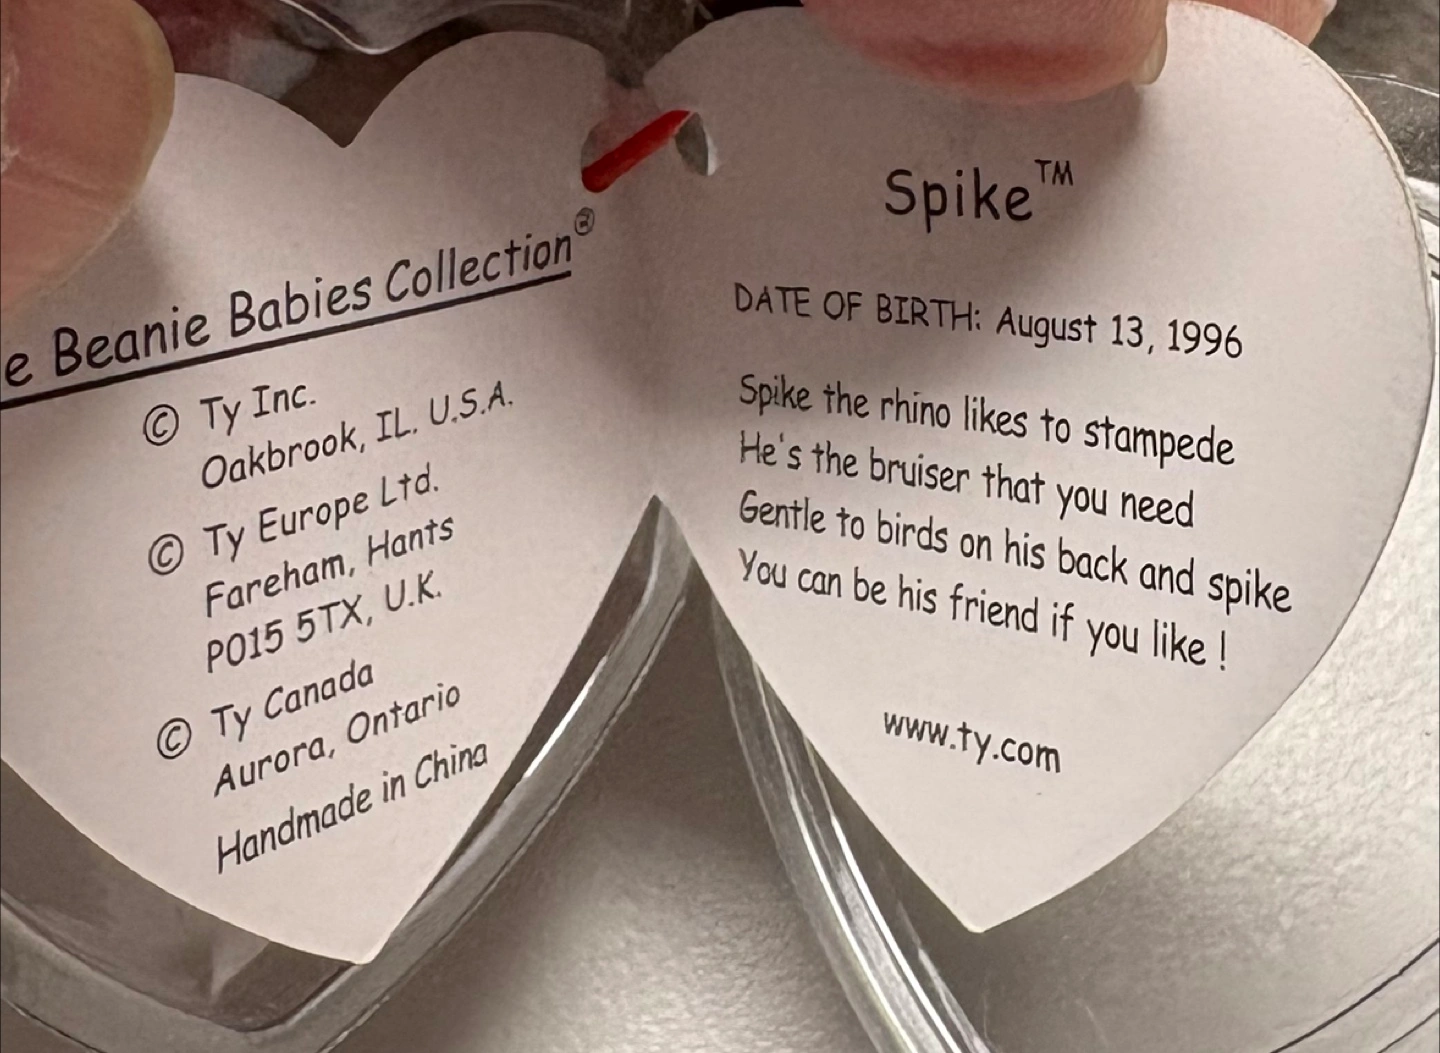 e Beanie Babies Collection®
© Ty Inc.
Oakbrook, IL. U.S.A.
© Ty Europe Ltd.
Fareham, Hants
PO15 5TX, U.K.
© Ty Canada
Aurora, Ontario
Handmade in China
Spike™
DATE OF BIRTH: August 13, 1996
Spike the rhino likes to stampede
He's the bruiser that you need
Gentle to birds on his back and spike
You can be his friend if you like !
www.ty.com